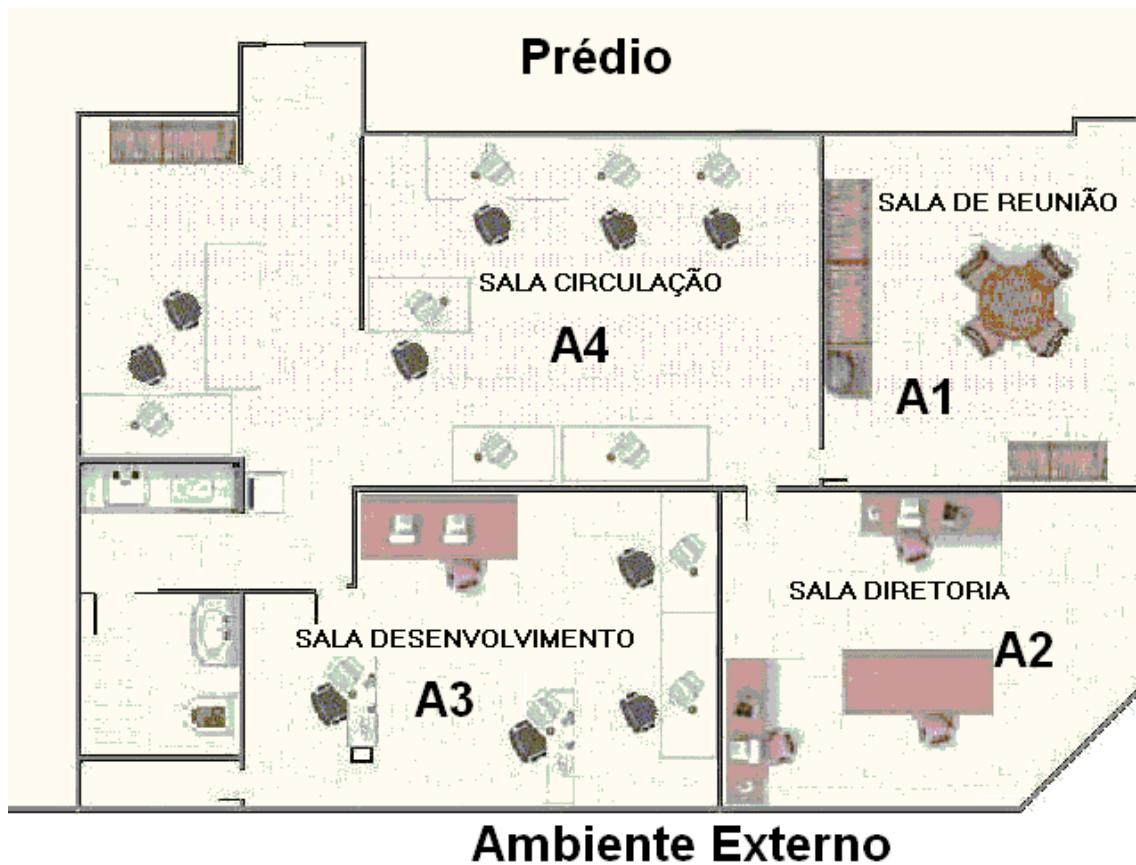 Prédio
SALA DE REUNIÃO
SALA CIRCULAÇÃO
A4
A1
SALA DIRETORIA
SALA DESENVOLVIMENTO
A2
A3
Ambiente Externo